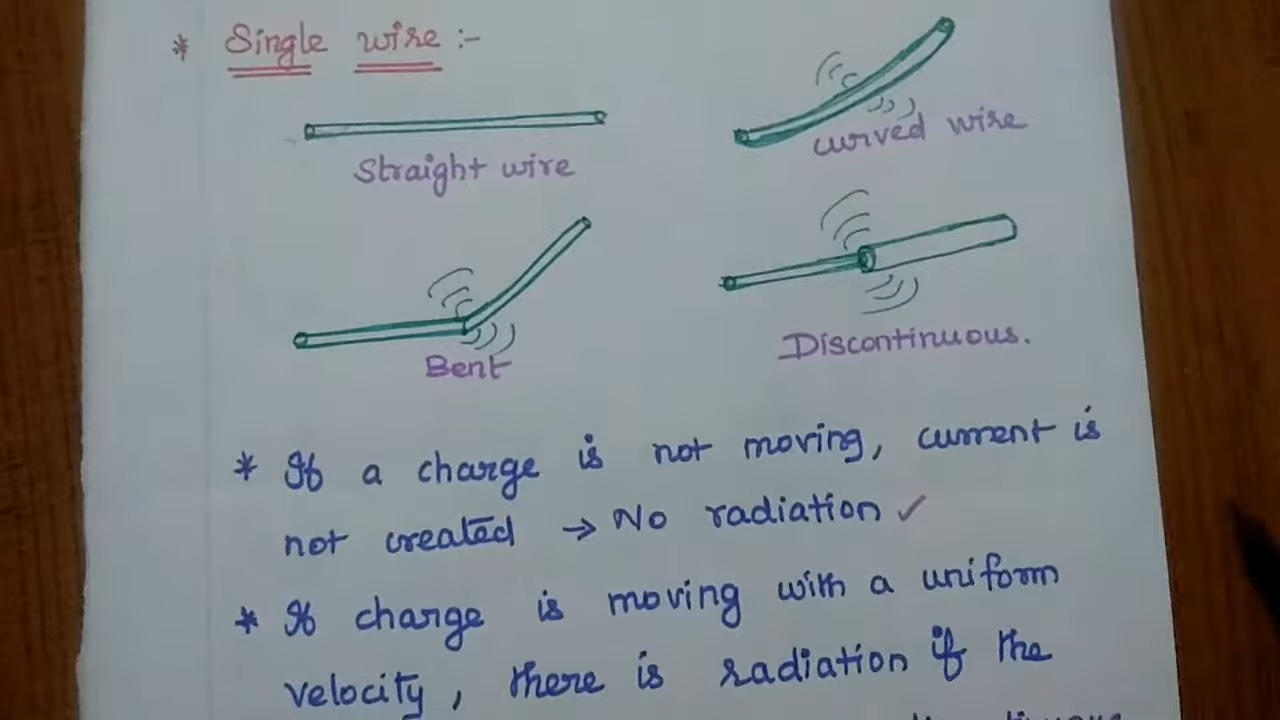 * Single wire :-
Straight wire
curved wire
Bent
Discontinuous.
* If a charge is not moving, current is
not created → No radiation ✓
* If charge is moving with a uniform
velocity, there is radiation if the